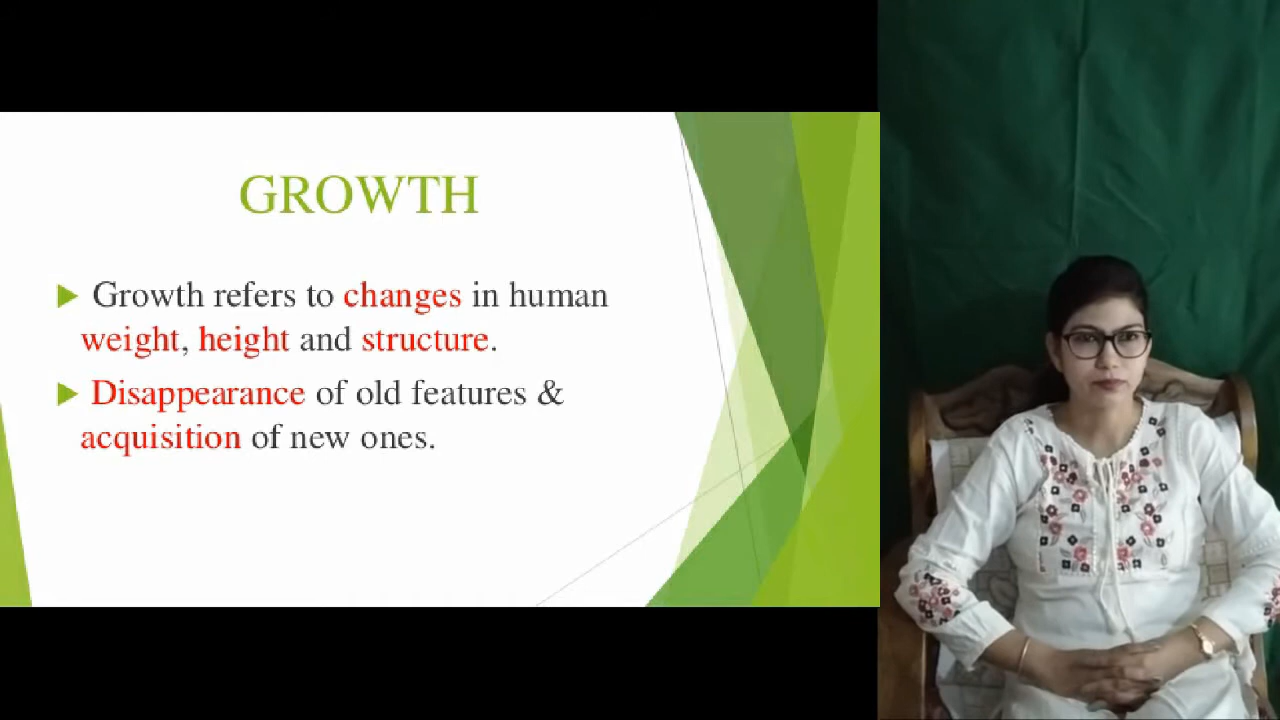 GROWTH
Growth refers to changes in human
weight, height and structure.
Disappearance of old features &
acquisition of new ones.